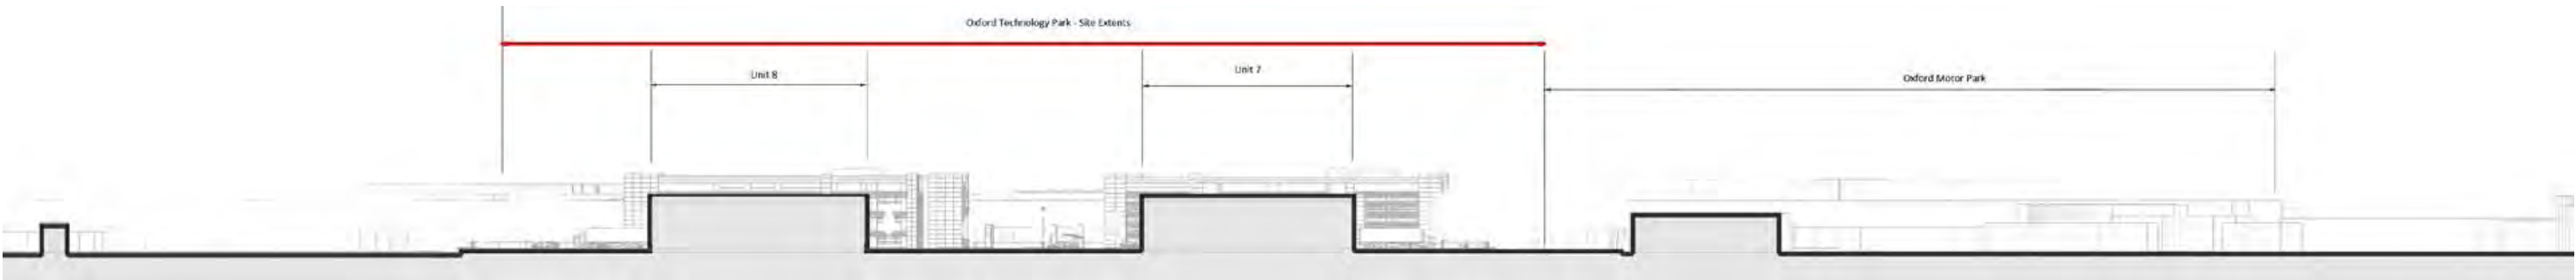 Oxford Technology Park - Site Extents
Unit 8
Unit 7
Oxford Motor Park